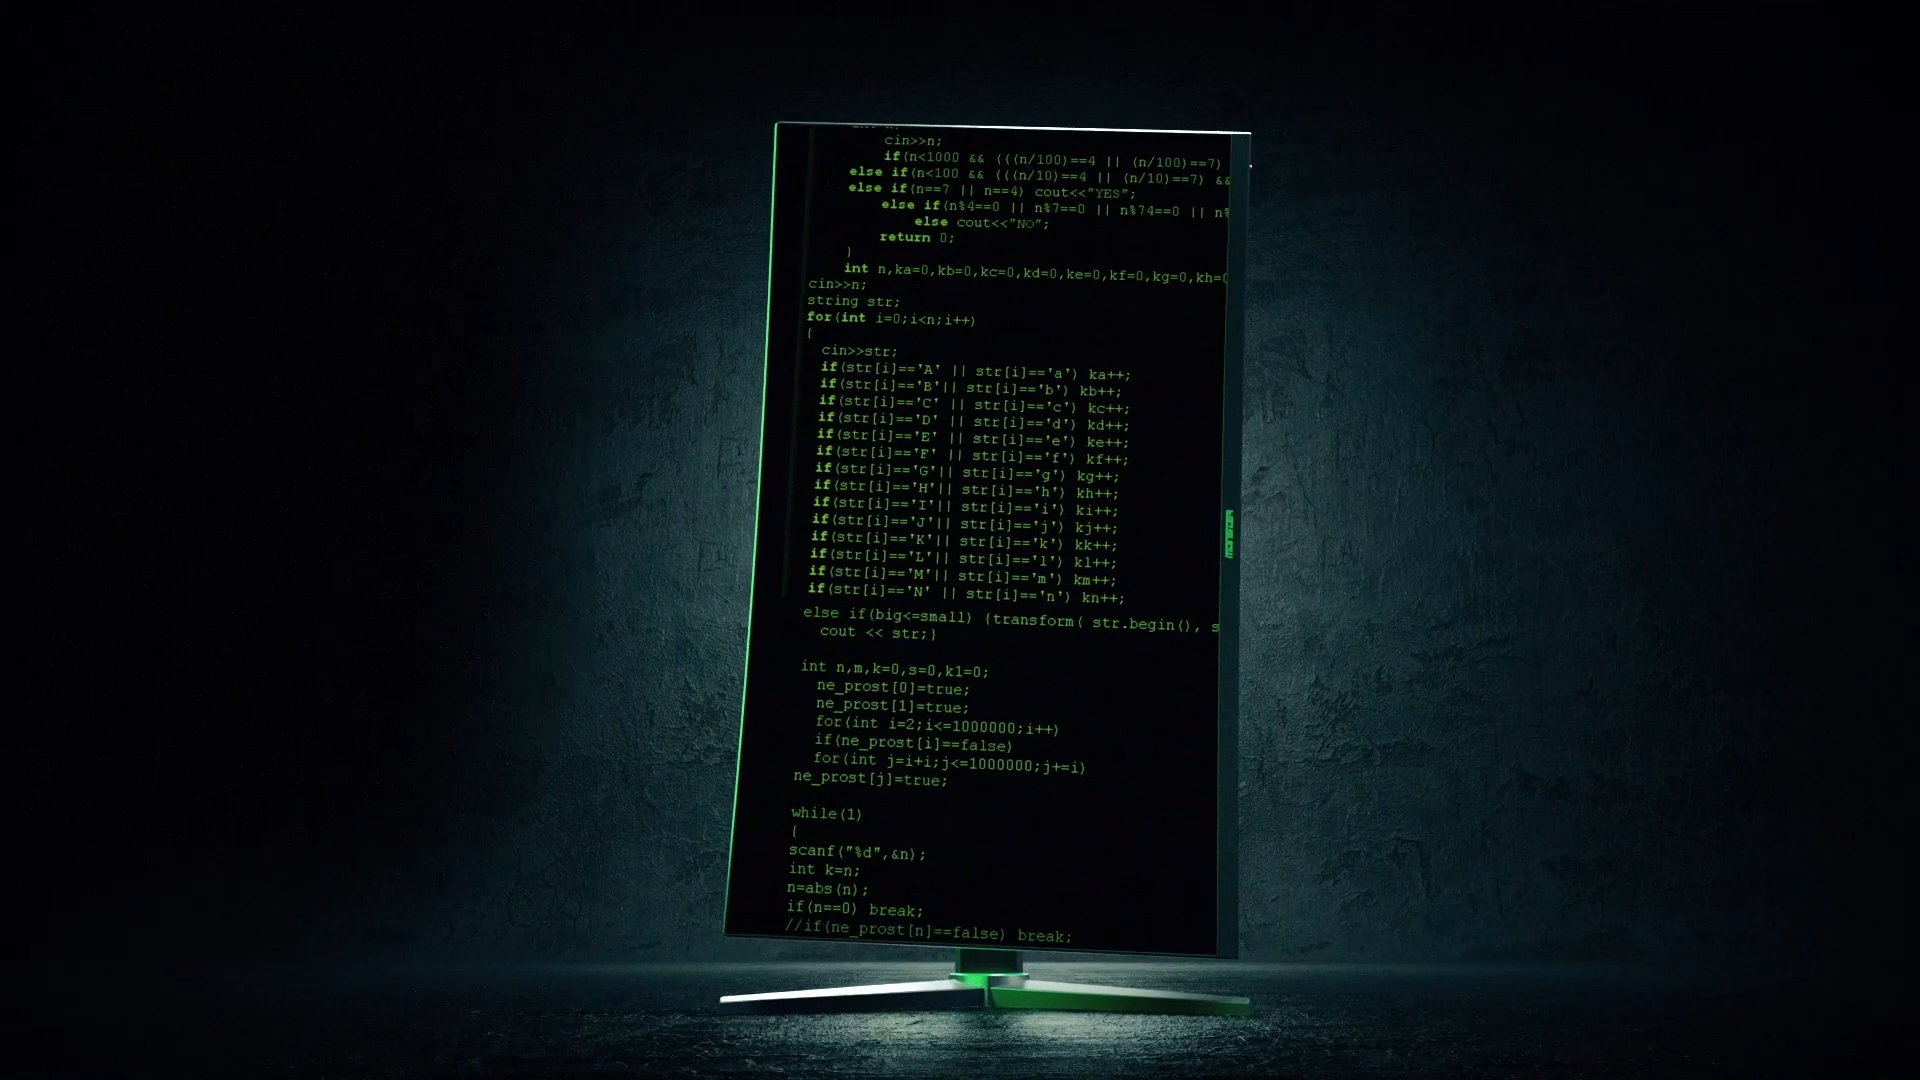 cin>>n;
if(n<1000 && (((n/100)==4 || (n/100)==7)
else if(n<100 && (((n/10)==4 || (n/10)==7) &&
else if(n==7 || n==4) cout<<"YES";
else if(n%4==0 || n%7==0 || n%74==0 || n%
else cout<<"NO";
return 0;
}
int n,ka=0,kb=0,kc=0,kd=0,ke=0,kf=0,kg=0,kh=0
cin>>n;
string str;
for(int i=0;i<n;i++)
{
cin>>str;
if(str[i]=='A' || str[i]=='a') ka++;
if(str[i]=='B'|| str[i]=='b') kb++;
if(str[i]=='C' || str[i]=='c') kc++;
if(str[i]=='D' || str[i]=='d') kd++;
if(str[i]=='E' || str[i]=='e') ke++;
if(str[i]=='F' || str[i]=='f') kf++;
if(str[i]=='G'|| str[i]=='g') kg++;
if(str[i]=='H'|| str[i]=='h') kh++;
if(str[i]=='I'|| str[i]=='i') ki++;
if(str[i]=='J'|| str[i]=='j') kj++;
if(str[i]=='K'|| str[i]=='k') kk++;
if(str[i]=='L'|| str[i]=='l') kl++;
if(str[i]=='M'|| str[i]=='m') km++;
if(str[i]=='N' || str[i]=='n') kn++;
else if(big<=small) {transform( str.begin(), s
cout << str;}
int n,m,k=0,s=0,k1=0;
ne_prost[0]=true;
ne_prost[1]=true;
for(int i=2;i<=1000000;i++)
if(ne_prost[i]==false)
for(int j=i+i;j<=1000000;j+=i)
ne_prost[j]=true;
while(1)
{
scanf("%d",&n);
int k=n;
n=abs(n);
if(n==0) break;
//if(ne_prost[n]==false) break;